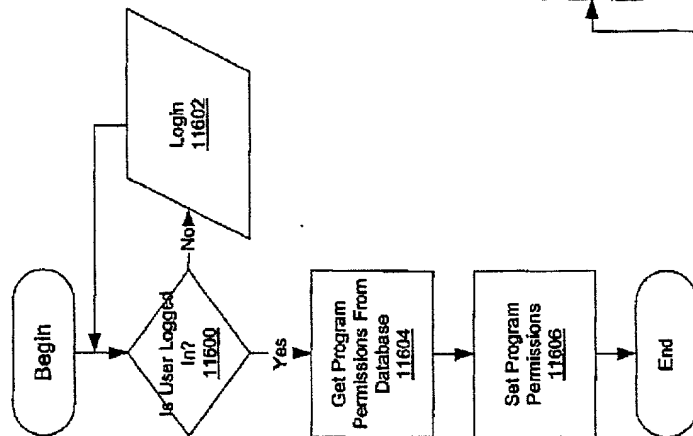 Begin
Is User Logged
In?
11600
No
Login
11602
Yes
Get Program
Permissions From
Database
11604
Set Program
Permissions
11606
End